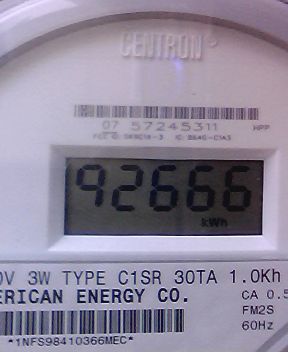 CENTRON®
07 57245311 HPP
92666
kWh
0V 3W TYPE C1SR 30TA 1.0Kh
ERICAN ENERGY CO. CA 0.5
FM2S
60Hz
*1NFS98410366MEC*